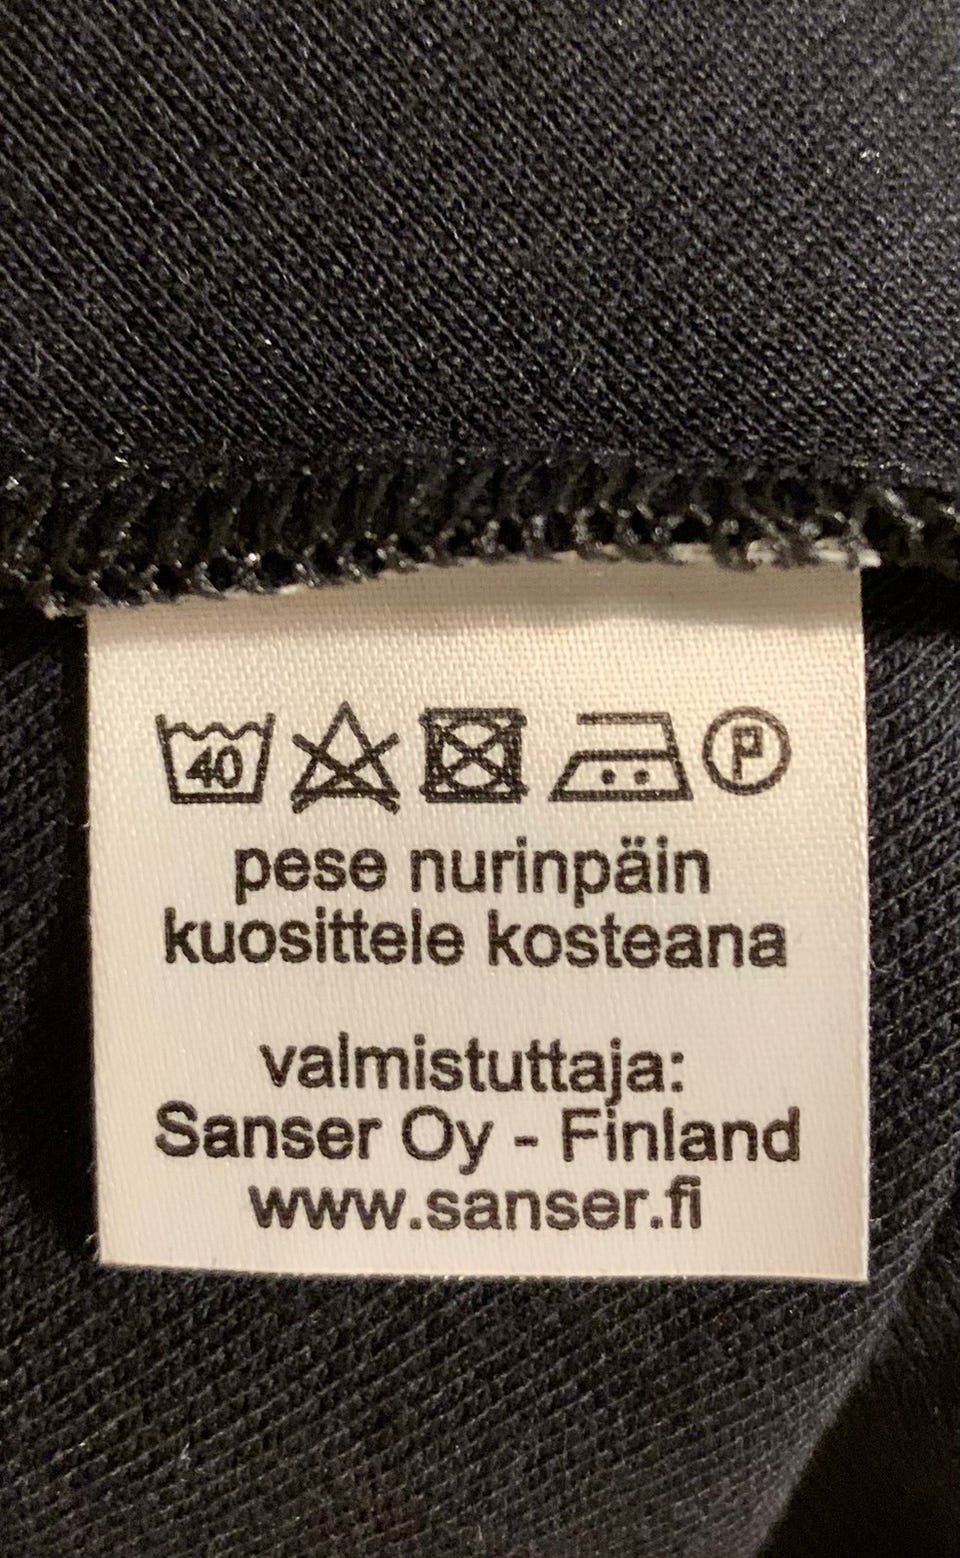 40 P
pese nurinpäin
kuosittele kosteana
valmistuttaja:
Sanser Oy - Finland
www.sanser.fi